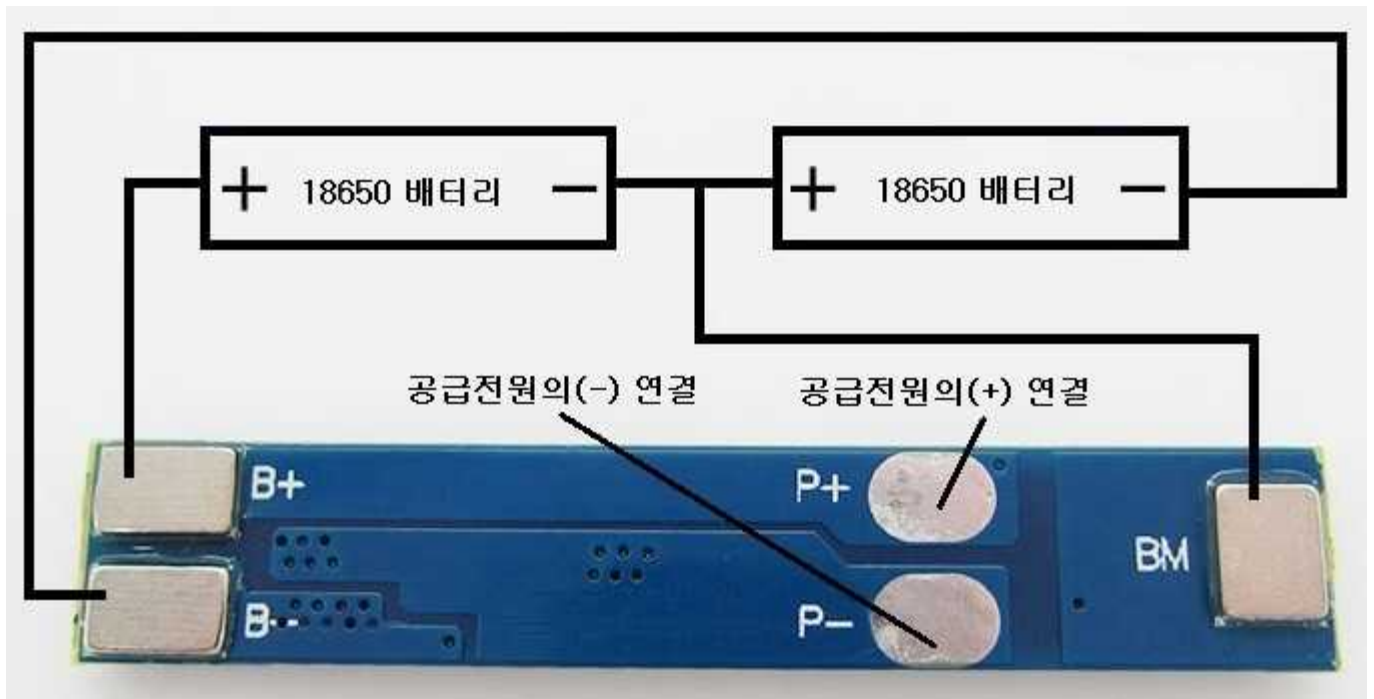 + 18650 배터리 −
+ 18650 배터리 −
공급전원의(-) 연결
공급전원의(+) 연결
B+
P+
BM
B-
P-